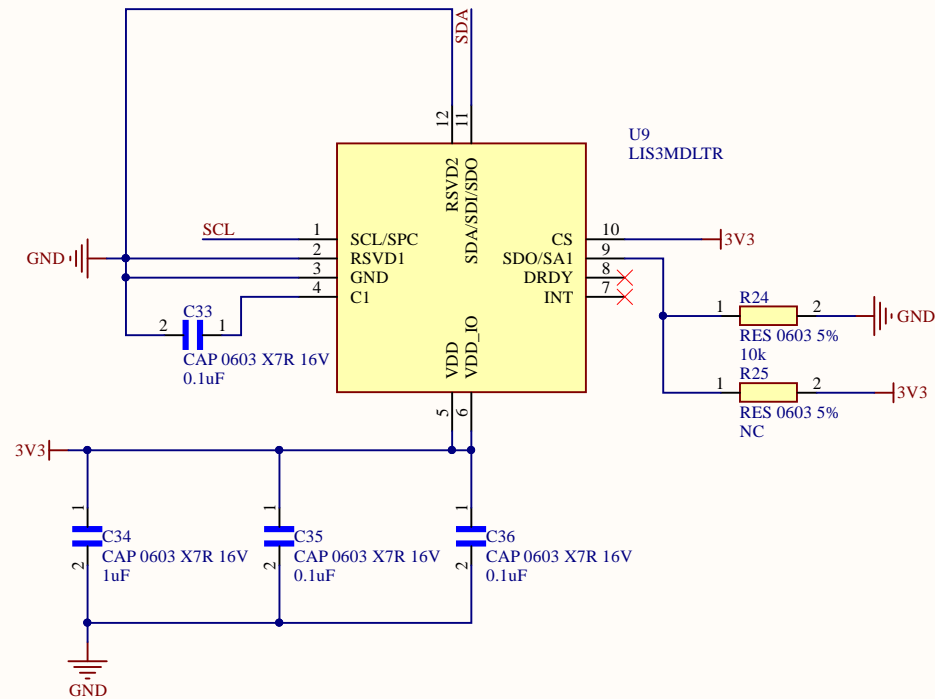 SDA
12
11
U9
LIS3MDLTR
RSVD2
SDA/SDI/SDO
SCL
1
SCL/SPC
CS
10
3V3
GND
2
RSVD1
SDO/SA1
9
3
GND
DRDY
8
4
C1
INT
7
C33
2
1
CAP 0603 X7R 16V
0.1uF
R24
1
2
GND
RES 0603 5%
10k
R25
1
2
3V3
RES 0603 5%
NC
VDD
VDD_IO
5
6
3V3
1
C34
2
CAP 0603 X7R 16V
1uF
1
C35
2
CAP 0603 X7R 16V
0.1uF
1
C36
2
CAP 0603 X7R 16V
0.1uF
GND